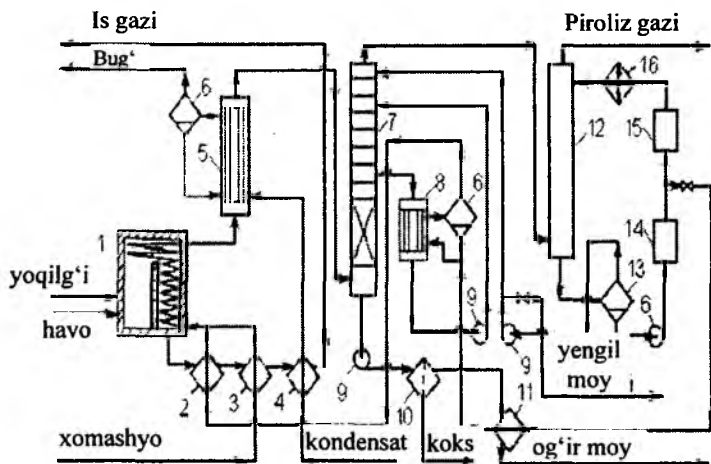 Is gazi
Piroliz gazi
Bug‘
6
5
7
8
6
16
12
15
14
13
6
1
yoqilg‘i
havo
9
9
9
yengil
moy
i
2
3
4
10
11
xomashyo
kondensat
koks
og‘ir moy